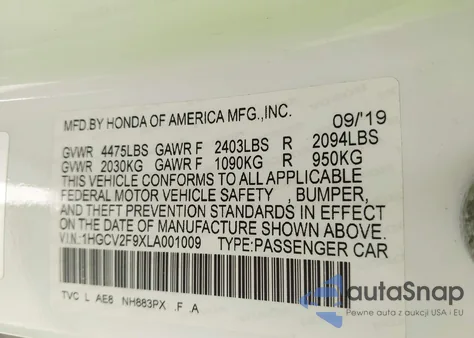 MFD.BY HONDA OF AMERICA MFG.,INC. 09/'19
GVWR 4475LBS GAWR F 2403LBS R 2094LBS
GVWR 2030KG GAWR F 1090KG R 950KG
THIS VEHICLE CONFORMS TO ALL APPLICABLE
FEDERAL MOTOR VEHICLE SAFETY , BUMPER,
AND THEFT PREVENTION STANDARDS IN EFFECT
ON THE DATE OF MANUFACTURE SHOWN ABOVE.
V.I.N.:1HGCV2F9XLA001009 TYPE:PASSENGER CAR
TVC L AE8 NH883PX .F .A
autoSnap
Pewne auta z aukcji USA i EU